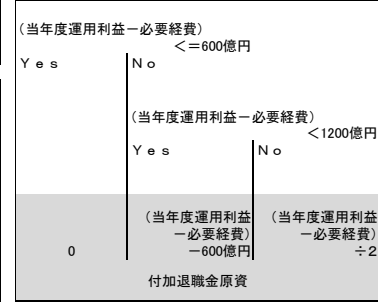 （当年度運用利益－必要経費）
＜＝600億円
Ｙｅｓ　Ｎｏ
（当年度運用利益－必要経費）
＜1200億円
Ｙｅｓ　Ｎｏ
（当年度運用利益　（当年度運用利益
－必要経費）　－必要経費）
0　－600億円　÷2
付加退職金原資